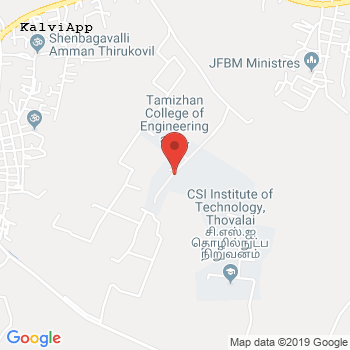 KalviApp
Shenbagavalli
Amman Thirukovil
JFBM Ministres
Tamizhan
College of
Engineering
CSI Institute of
Technology,
Thovalai
சி.எஸ்.ஐ
தொழில்நுட்ப
நிறுவனம்
Google
Map data ©2019 Google